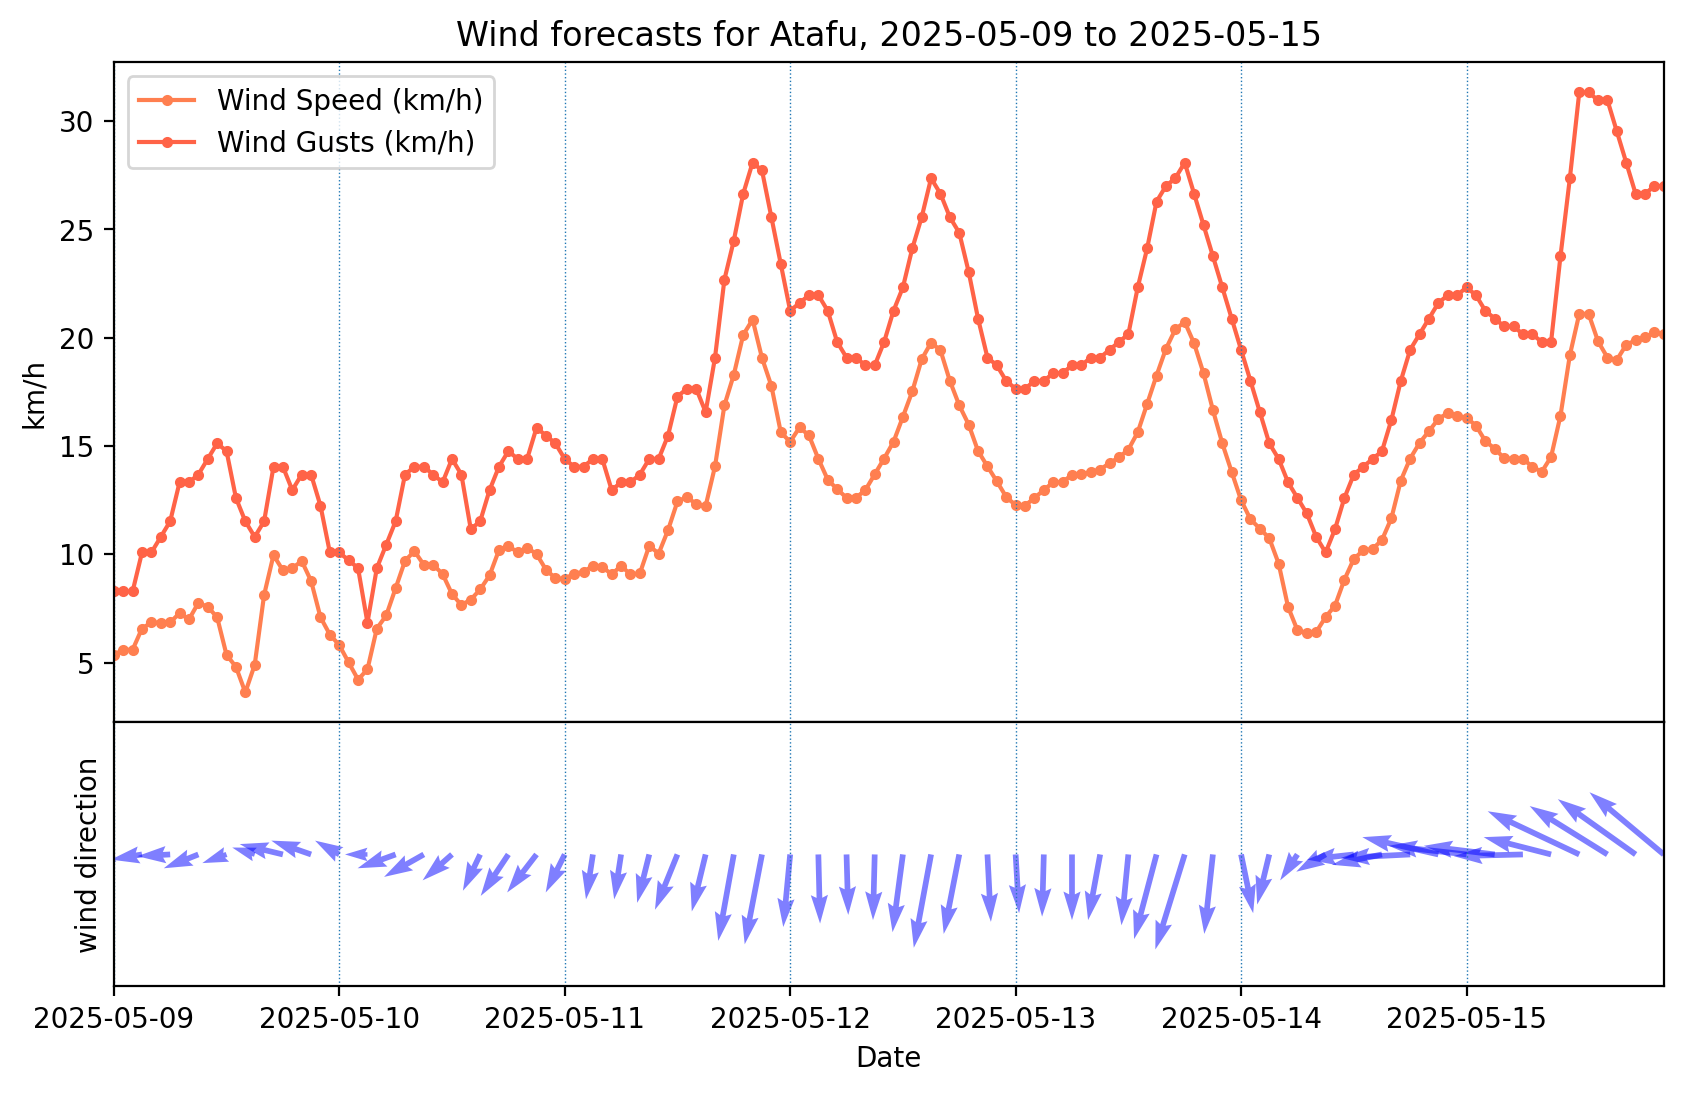 Wind forecasts for Atafu, 2025-05-09 to 2025-05-15
Wind Speed (km/h)
Wind Gusts (km/h)
30
25
20
15
10
5
km/h
wind direction
2025-05-09
2025-05-10
2025-05-11
2025-05-12
2025-05-13
2025-05-14
2025-05-15
Date